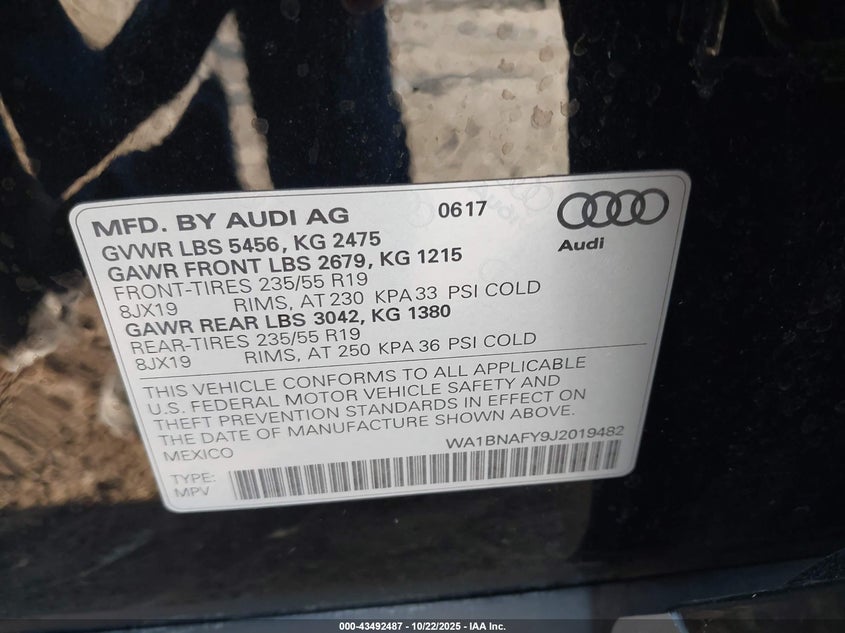 MFD. BY AUDI AG 0617
Audi
GVWR LBS 5456, KG 2475
GAWR FRONT LBS 2679, KG 1215
FRONT-TIRES 235/55 R19
8JX19 RIMS, AT 230 KPA 33 PSI COLD
GAWR REAR LBS 3042, KG 1380
REAR-TIRES 235/55 R19
8JX19 RIMS, AT 250 KPA 36 PSI COLD
THIS VEHICLE CONFORMS TO ALL APPLICABLE
U.S. FEDERAL MOTOR VEHICLE SAFETY AND
THEFT PREVENTION STANDARDS IN EFFECT ON
THE DATE OF MANUFACTURE SHOWN ABOVE.
MEXICO WA1BNAFY9J2019482
TYPE:
MPV
000-43492487 - 10/22/2025 - IAA Inc.